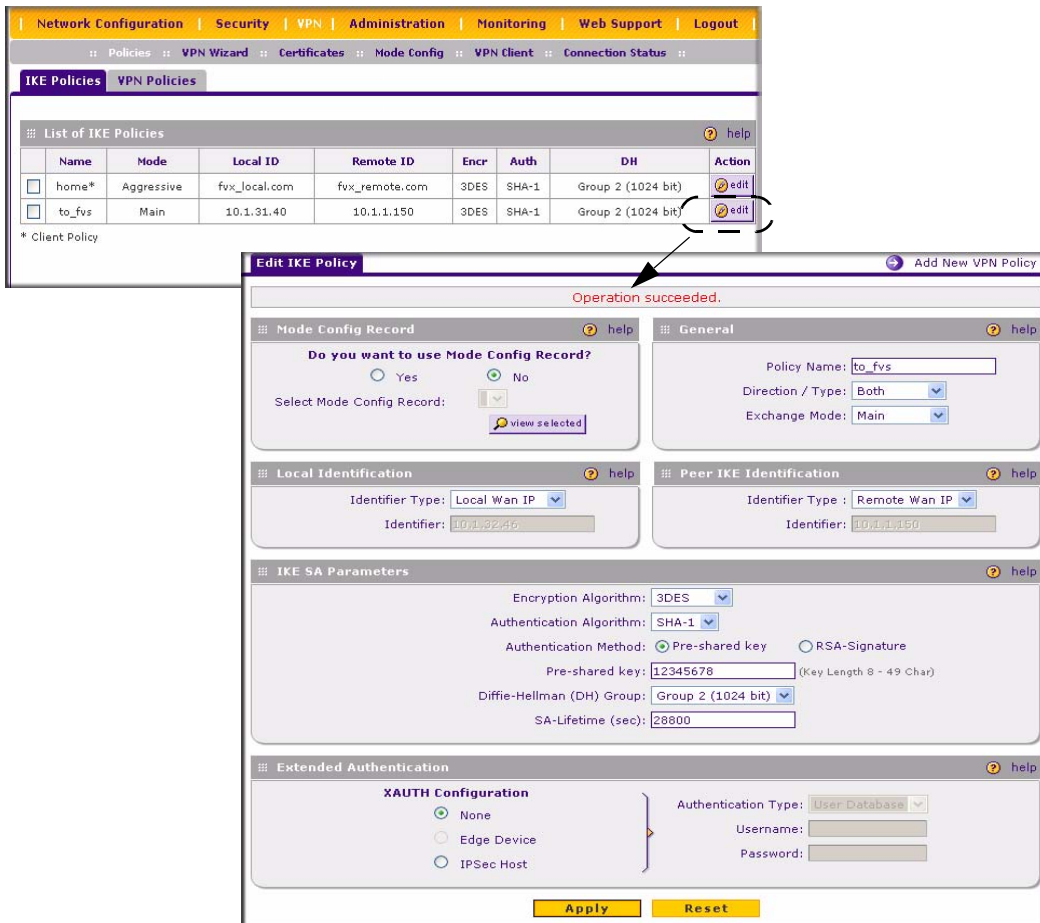 | Network Configuration | Security | VPN | Administration | Monitoring | Web Support | Logout |
:: Policies :: VPN Wizard :: Certificates :: Mode Config :: VPN Client :: Connection Status ::
IKE Policies VPN Policies
List of IKE Policies help
Name Mode Local ID Remote ID Encr Auth DH Action
home* Aggressive fvx_local.com fvx_remote.com 3DES SHA-1 Group 2 (1024 bit) edit
to_fvs Main 10.1.31.40 10.1.1.150 3DES SHA-1 Group 2 (1024 bit) edit
* Client Policy
Edit IKE Policy Add New VPN Policy
Operation succeeded.
Mode Config Record help
Do you want to use Mode Config Record?
Yes No
Select Mode Config Record:
view selected
General help
Policy Name: to_fvs
Direction / Type: Both
Exchange Mode: Main
Local Identification help
Identifier Type: Local Wan IP
Identifier: 10.1.32.46
Peer IKE Identification help
Identifier Type : Remote Wan IP
Identifier: 10.1.1.150
IKE SA Parameters help
Encryption Algorithm: 3DES
Authentication Algorithm: SHA-1
Authentication Method: Pre-shared key RSA-Signature
Pre-shared key: 12345678 (Key Length 8 - 49 Char)
Diffie-Hellman (DH) Group: Group 2 (1024 bit)
SA-Lifetime (sec): 28800
Extended Authentication help
XAUTH Configuration
None
Edge Device
IPSec Host
Authentication Type: User Database
Username:
Password:
Apply Reset